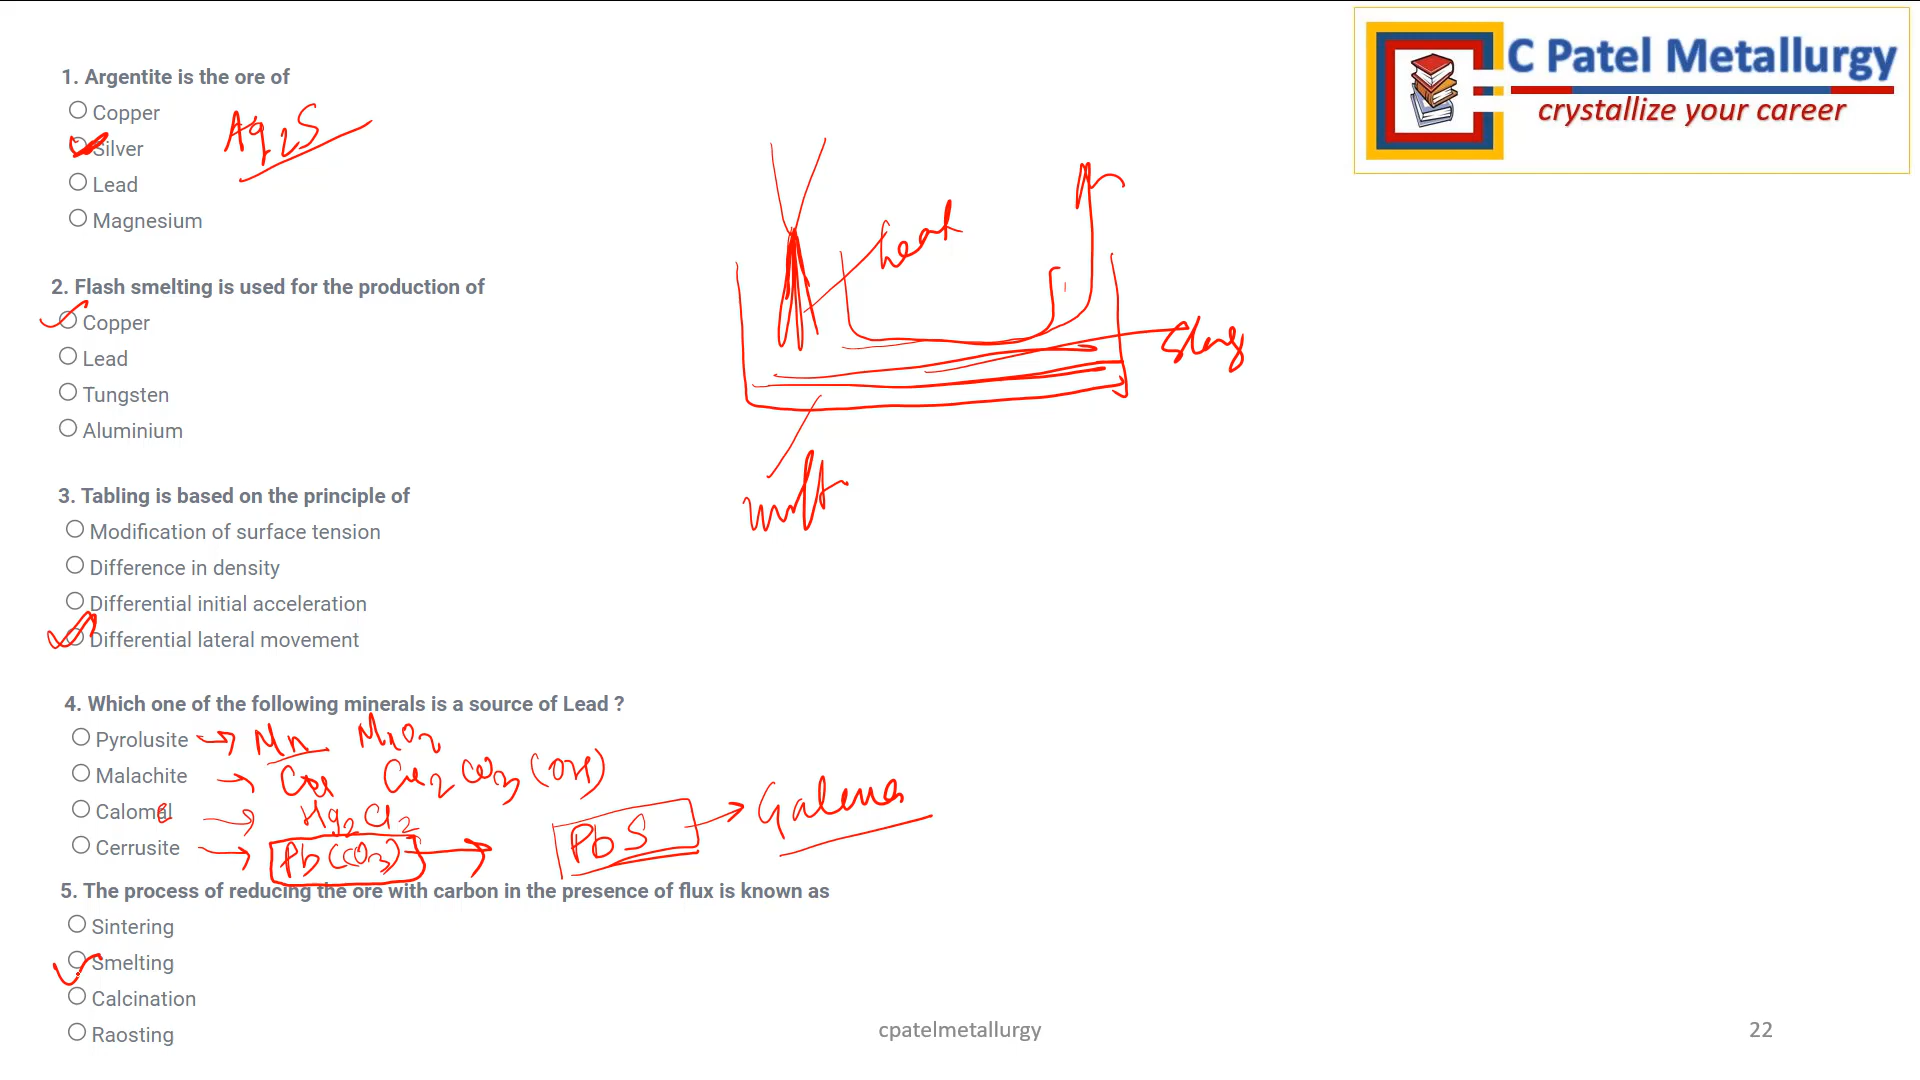 C Patel Metallurgy
crystallize your career
1. Argentite is the ore of
Copper
Silver
Lead
Magnesium
Ag2S
2. Flash smelting is used for the production of
Copper
Lead
Tungsten
Aluminium
heat
Slag
3. Tabling is based on the principle of
Modification of surface tension
Difference in density
Differential initial acceleration
Differential lateral movement
4. Which one of the following minerals is a source of Lead ?
Pyrolusite → Mn MnO2
Malachite → Cu2CO3(OH)
Calomel → Hg2Cl2
Cerrusite → Pb(CO3) → PbS → Galena
5. The process of reducing the ore with carbon in the presence of flux is known as
Sintering
Smelting
Calcination
Raosting
cpatelmetallurgy
22